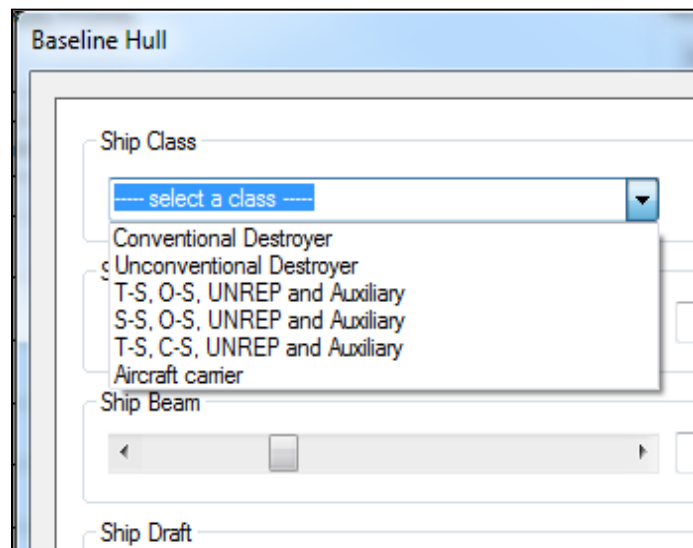 Baseline Hull
Ship Class
----- select a class -----
Conventional Destroyer
Unconventional Destroyer
T-S, O-S, UNREP and Auxiliary
S-S, O-S, UNREP and Auxiliary
T-S, C-S, UNREP and Auxiliary
Aircraft carrier
Ship Beam
Ship Draft